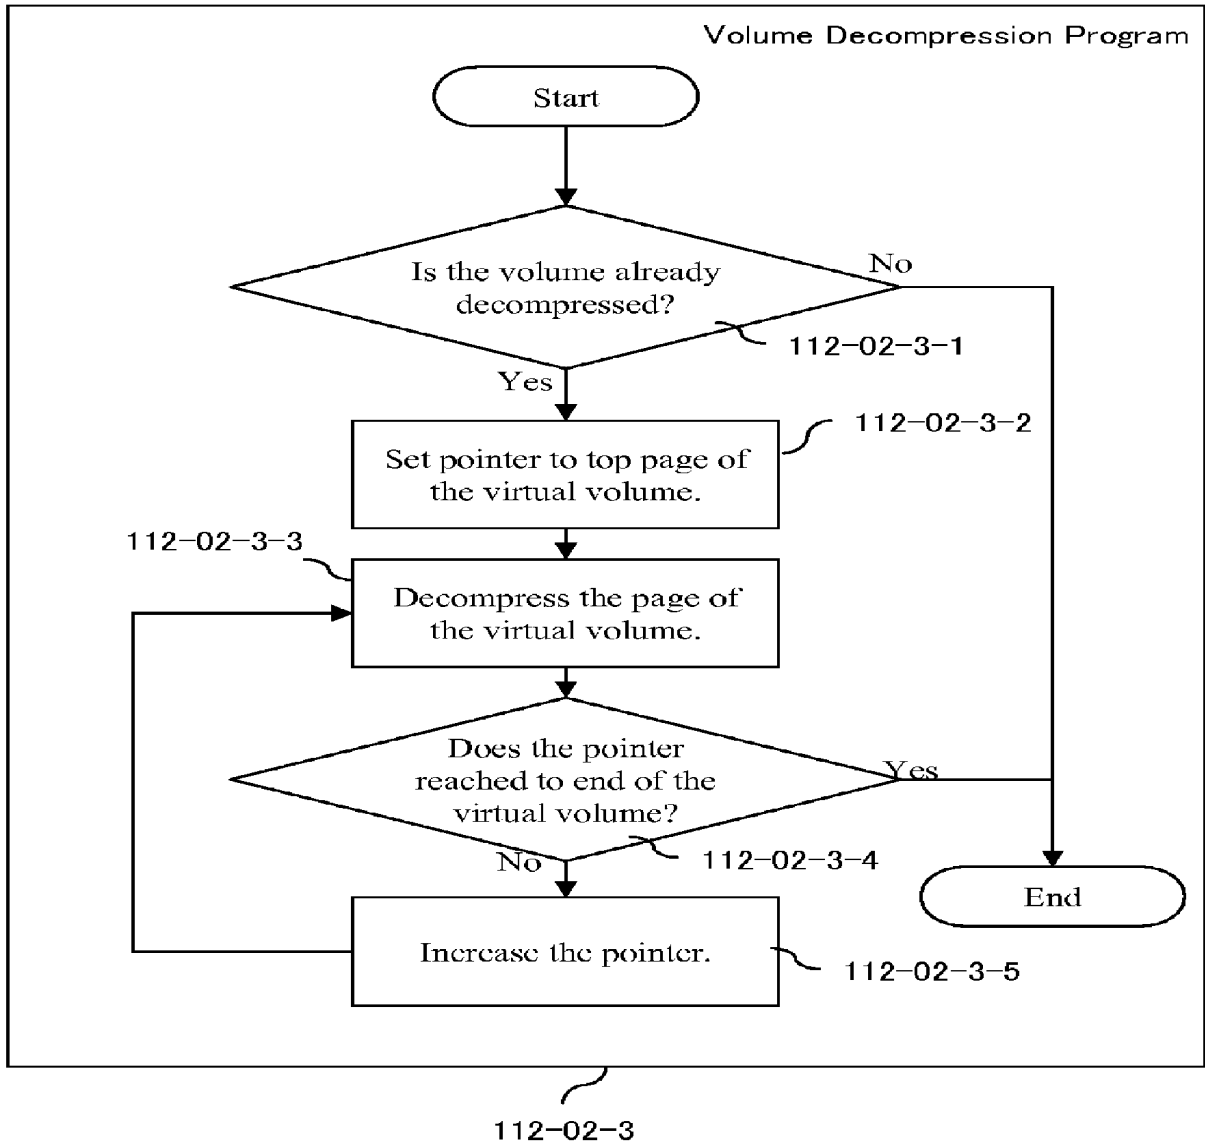 Volume Decompression Program
Start
Is the volume already
decompressed?
No
112-02-3-1
Yes
112-02-3-2
Set pointer to top page of
the virtual volume.
112-02-3-3
Decompress the page of
the virtual volume.
Does the pointer
reached to end of the
virtual volume?
Yes
112-02-3-4
No
End
Increase the pointer.
112-02-3-5
112-02-3